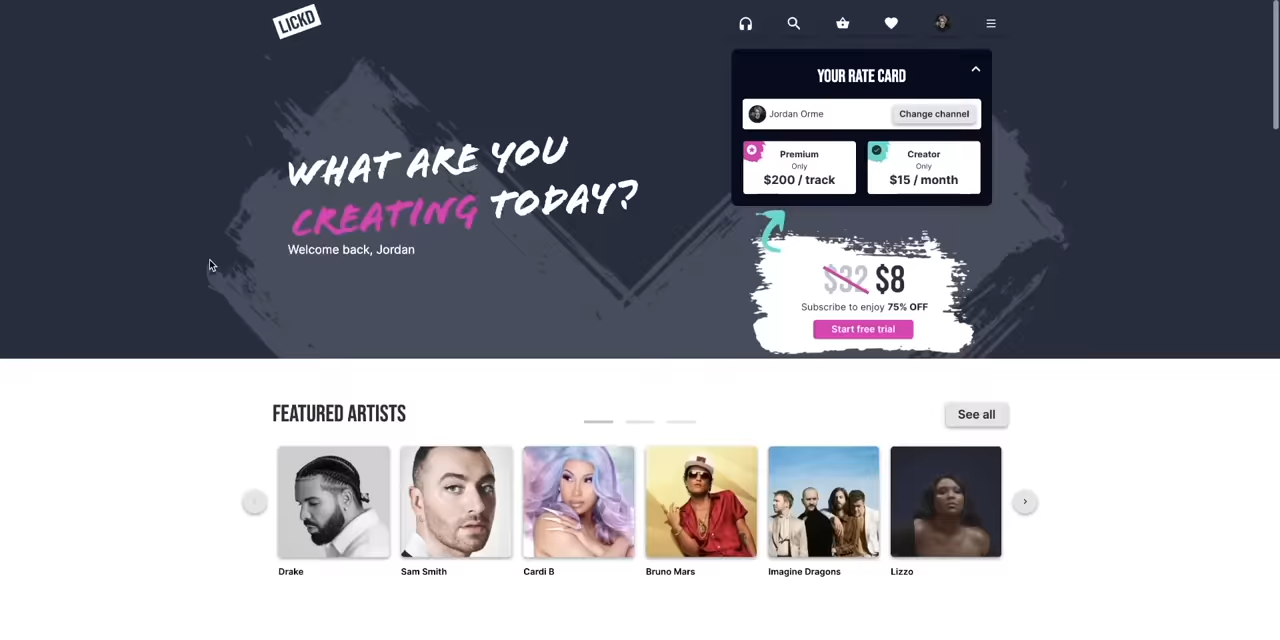 LICKD
YOUR RATE CARD
Jordan Orme
Change channel
Premium
Only
$200 / track
Creator
Only
$15 / month
WHAT ARE YOU
CREATING TODAY?
Welcome back, Jordan
$32 $8
Subscribe to enjoy 75% OFF
Start free trial
FEATURED ARTISTS
See all
Drake
Sam Smith
Cardi B
Bruno Mars
Imagine Dragons
Lizzo